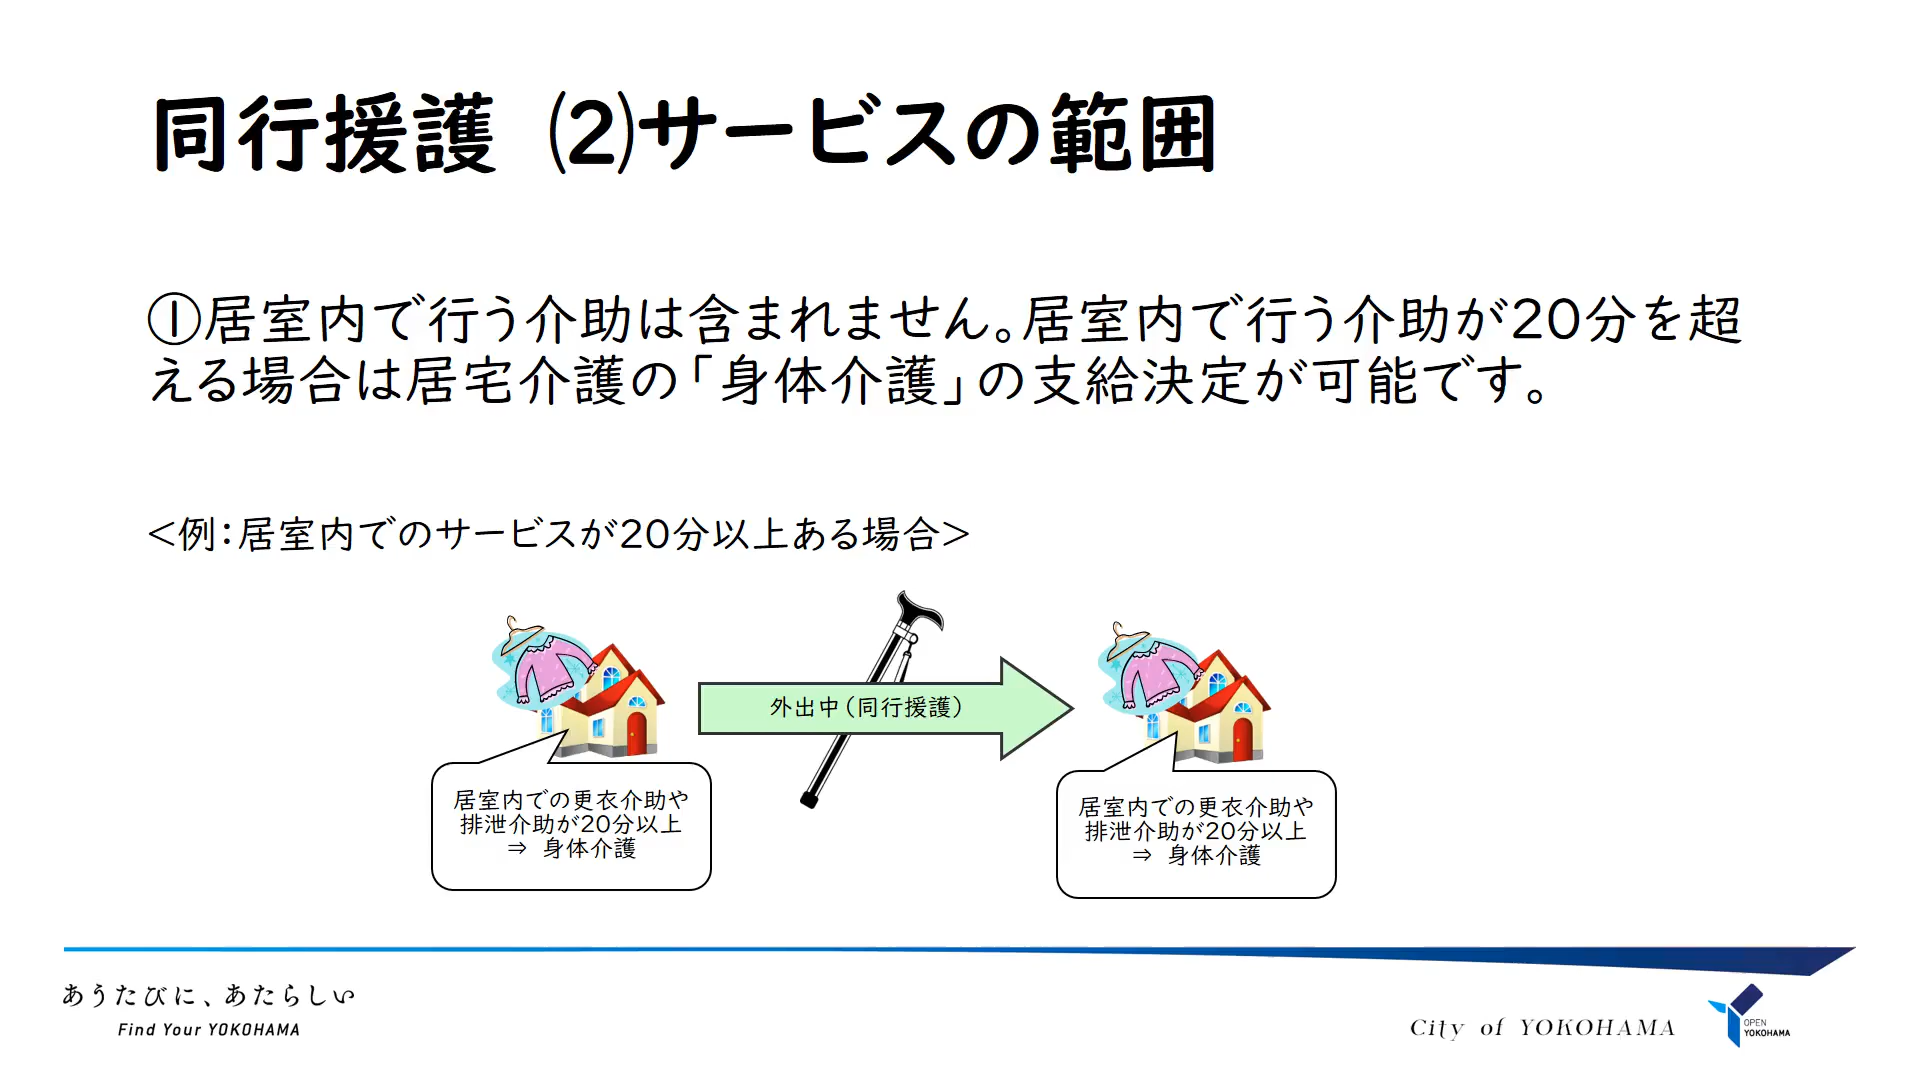 同行援護 ⑵サービスの範囲
①居室内で行う介助は含まれません。居室内で行う介助が20分を超
える場合は居宅介護の「身体介護」の支給決定が可能です。
<例：居室内でのサービスが20分以上ある場合>
外出中（同行援護）
居室内での更衣介助や
排泄介助が20分以上
⇒ 身体介護
居室内での更衣介助や
排泄介助が20分以上
⇒ 身体介護
あうたびに、あたらしい
Find Your YOKOHAMA
City of YOKOHAMA
OPEN
YOKOHAMA